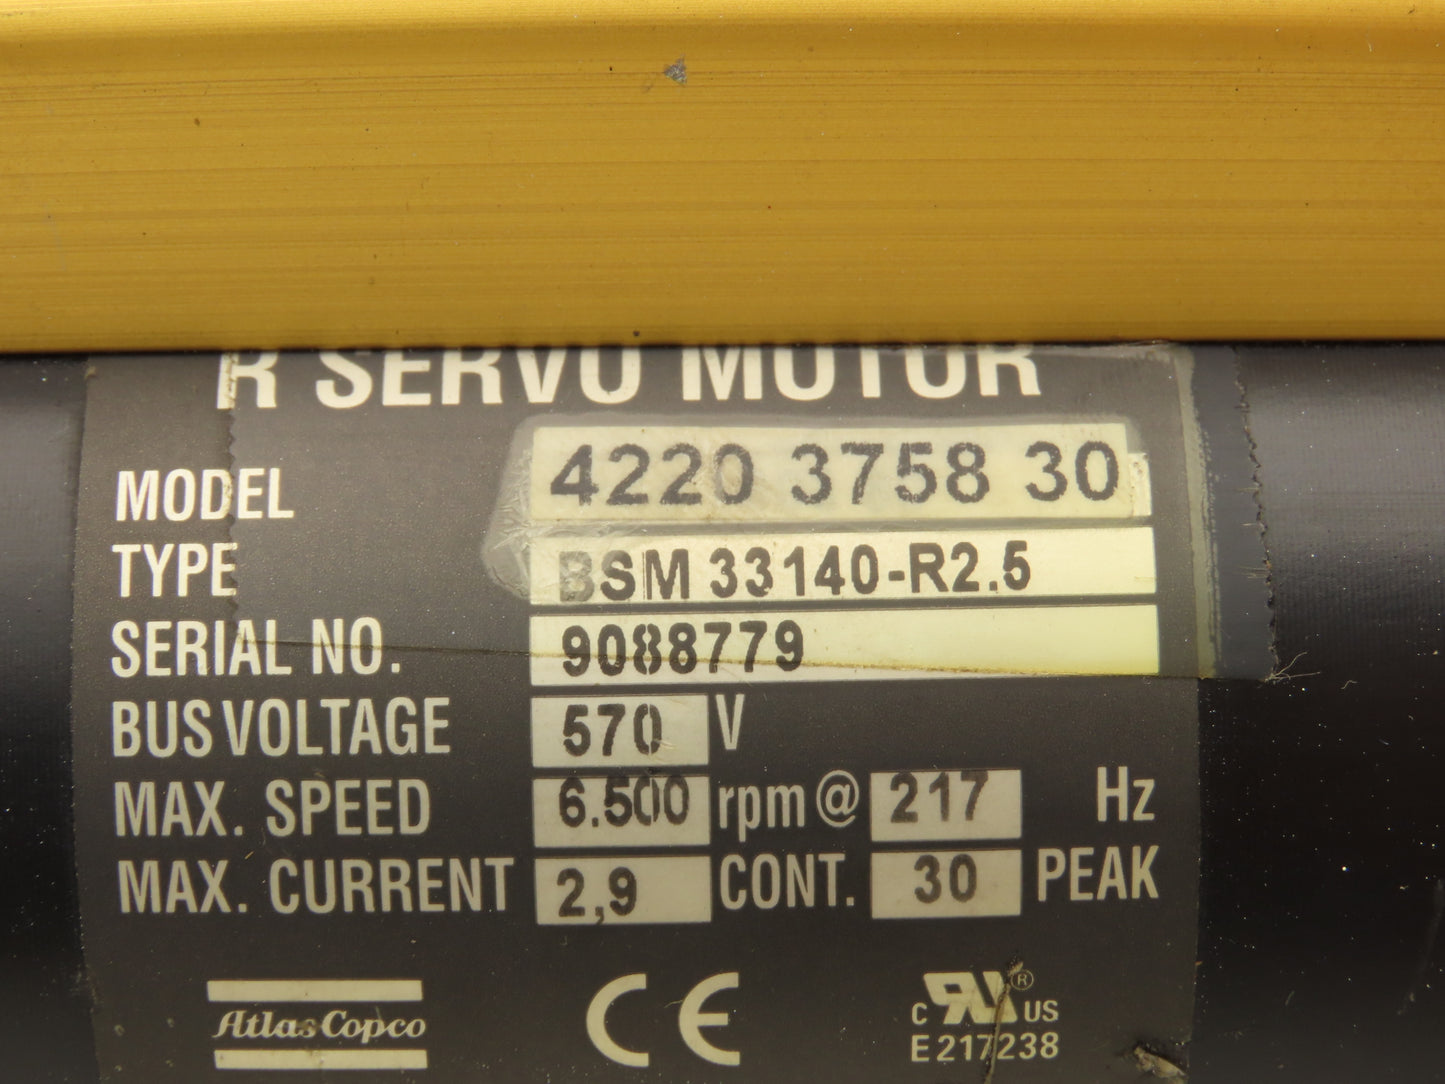 R SERVO MOTOR
MODEL 4220 3758 30
TYPE BSM 33140-R2.5
SERIAL NO. 9088779
BUS VOLTAGE 570 V
MAX. SPEED 6.500 rpm @ 217 Hz
MAX. CURRENT 2,9 CONT. 30 PEAK
Atlas Copco CE C RU ® US
E217238